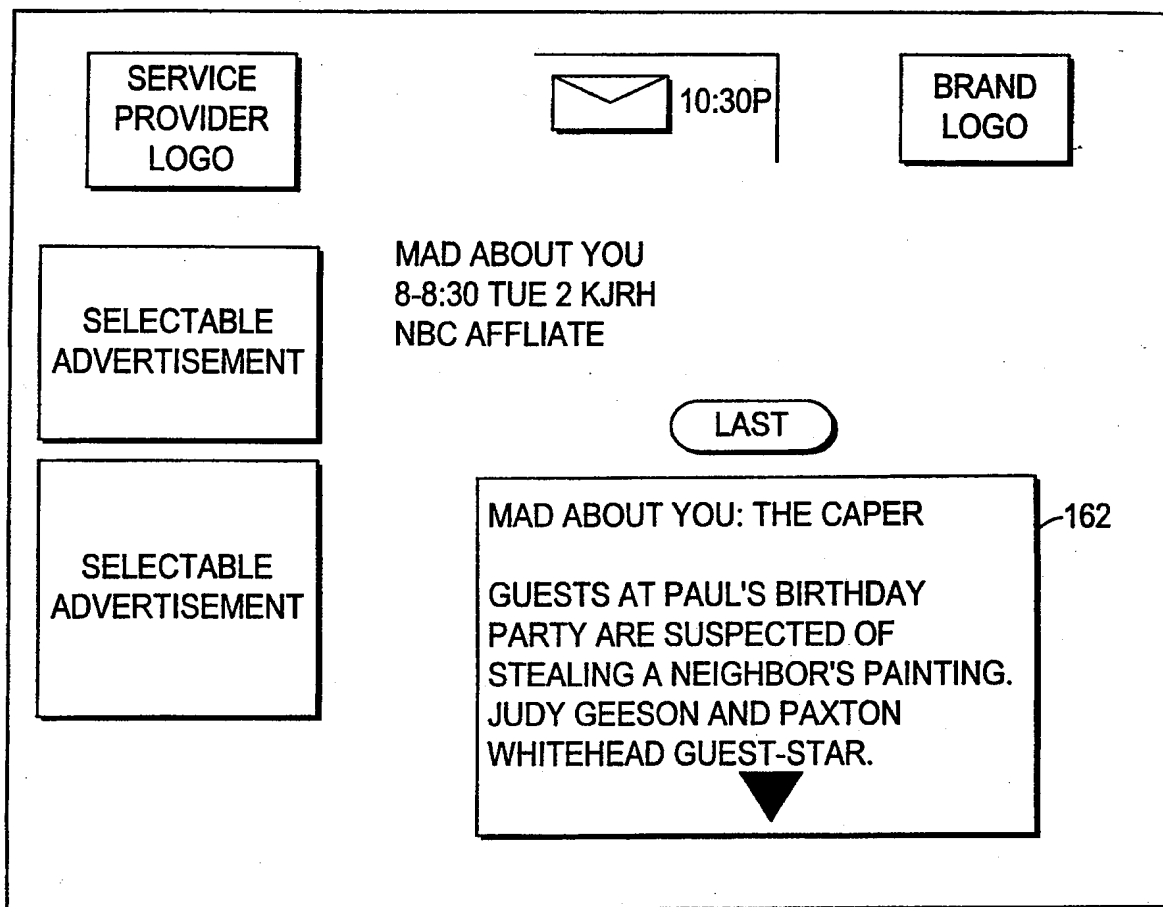 SERVICE
PROVIDER
LOGO
10:30P
BRAND
LOGO
SELECTABLE
ADVERTISEMENT
MAD ABOUT YOU
8-8:30 TUE 2 KJRH
NBC AFFLIATE
LAST
SELECTABLE
ADVERTISEMENT
MAD ABOUT YOU: THE CAPER
GUESTS AT PAUL'S BIRTHDAY
PARTY ARE SUSPECTED OF
STEALING A NEIGHBOR'S PAINTING.
JUDY GEESON AND PAXTON
WHITEHEAD GUEST-STAR.
162